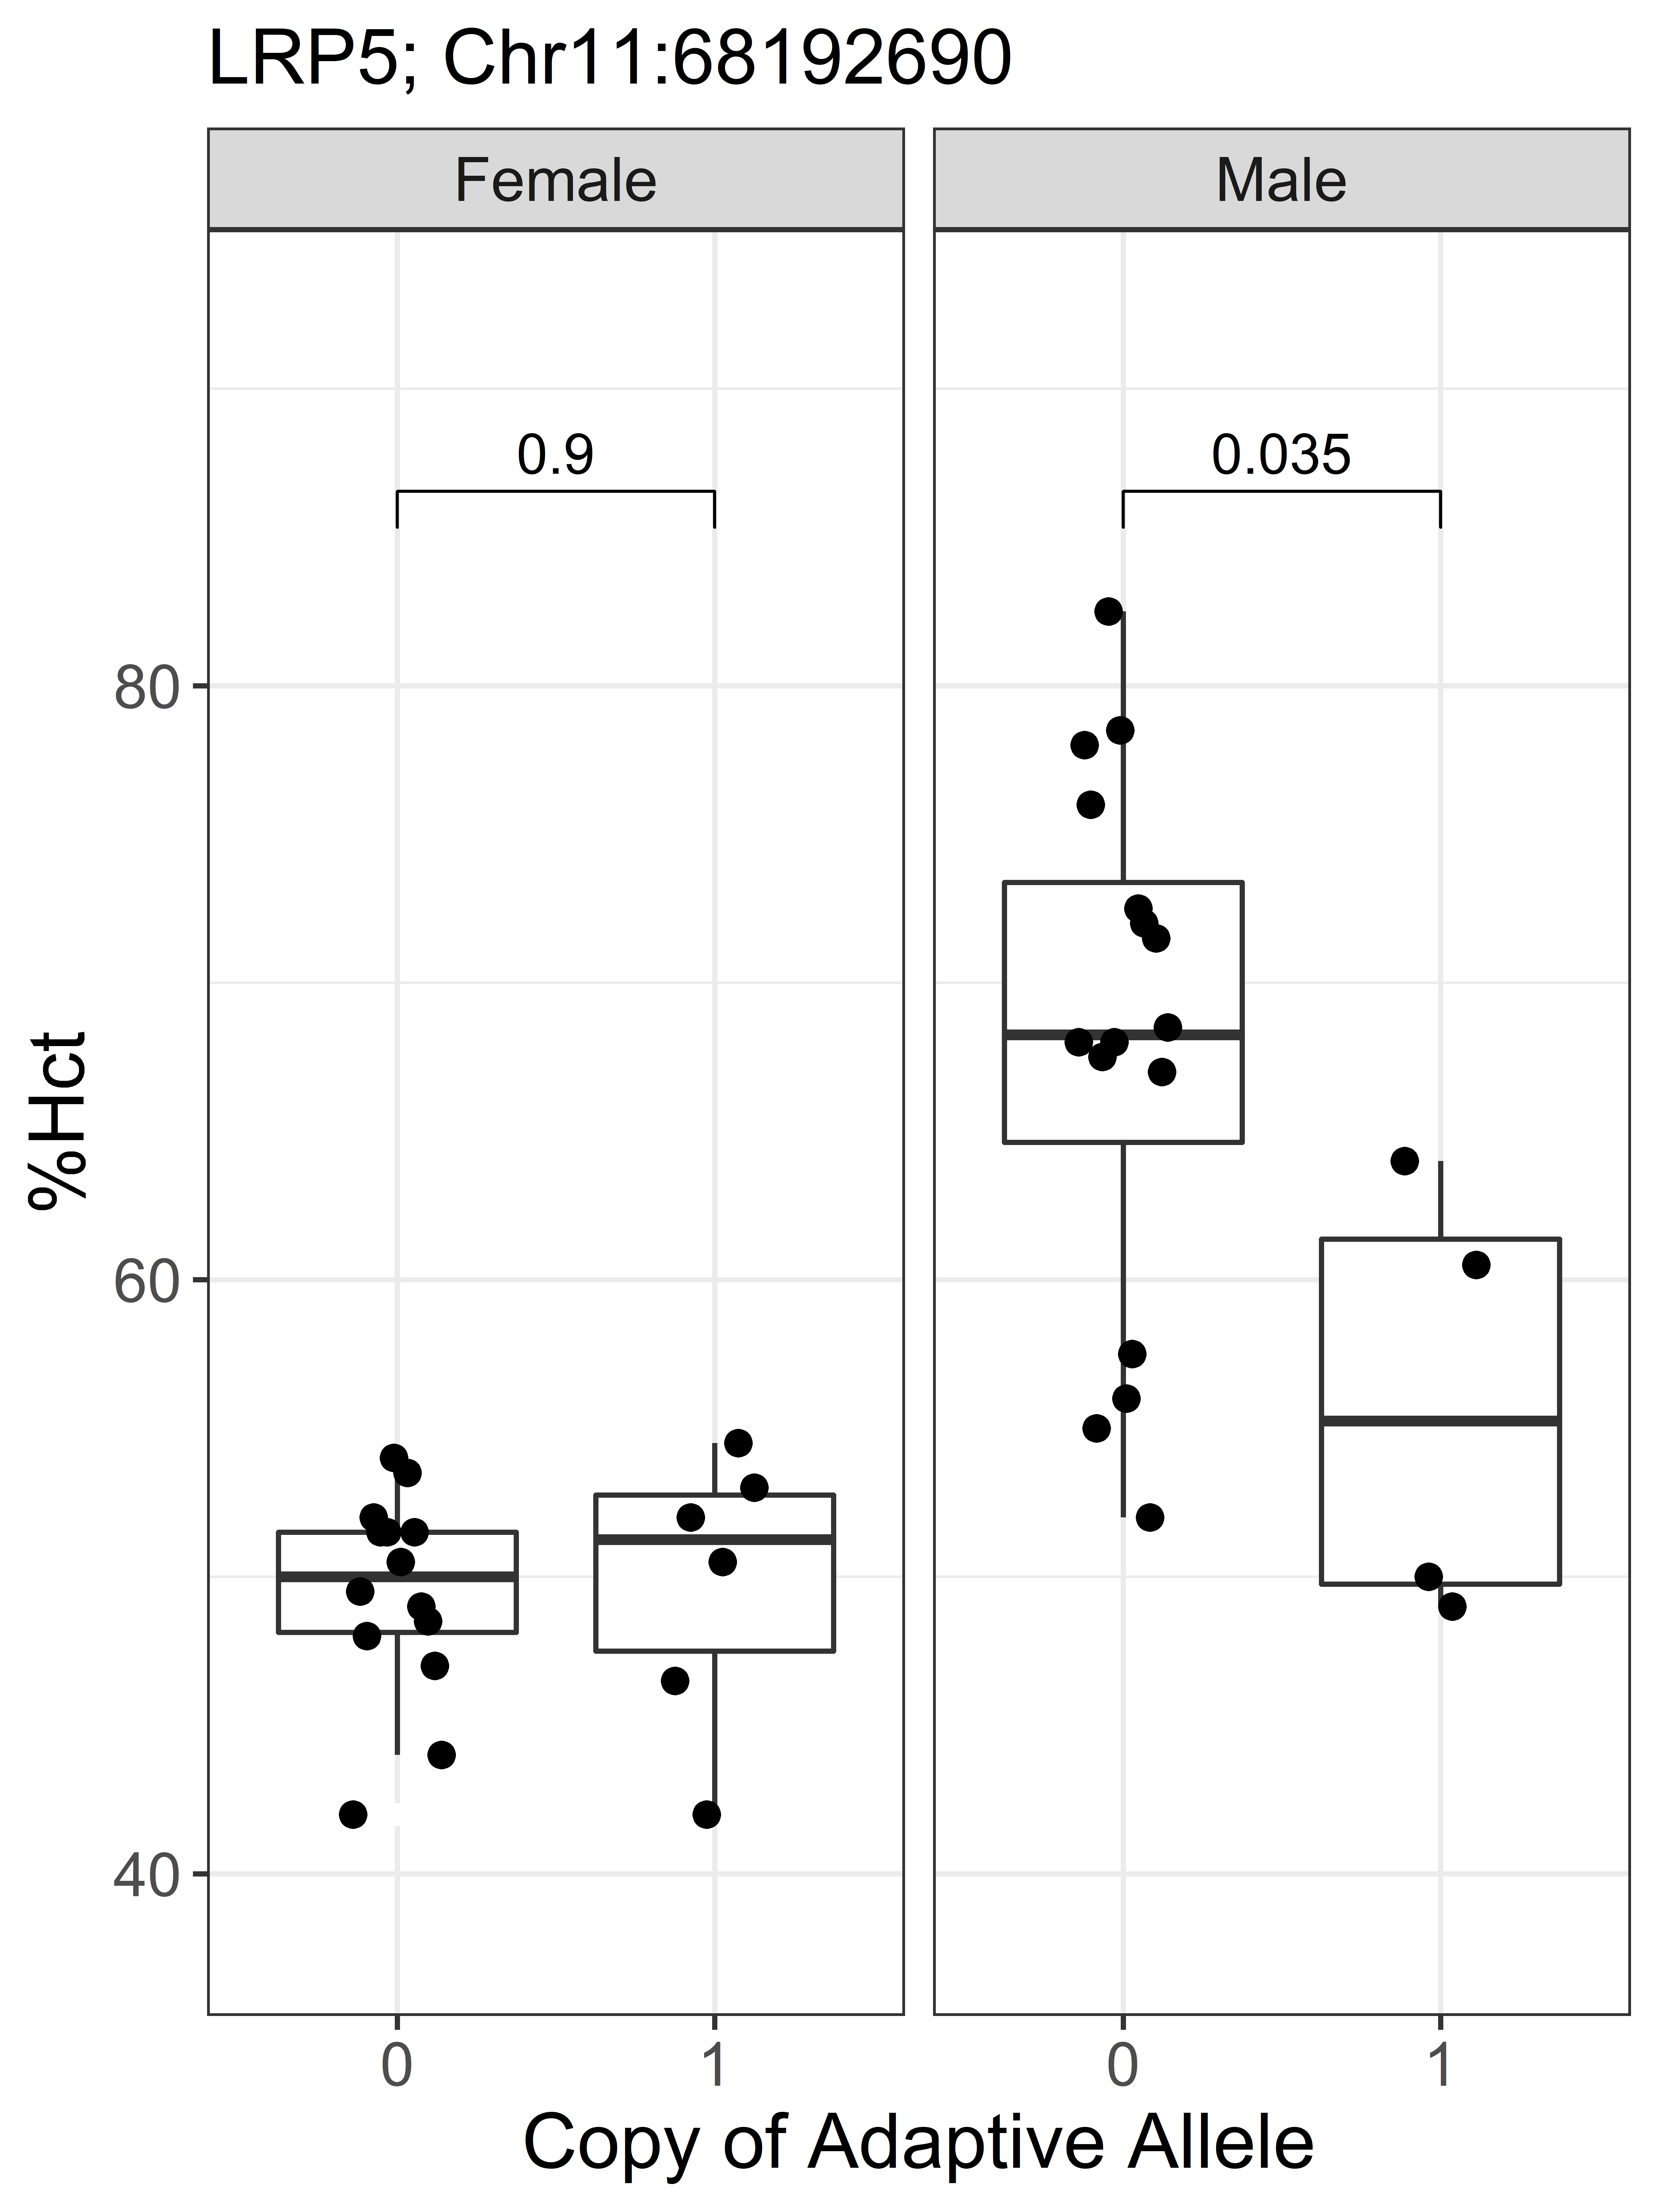 LRP5; Chr11:68192690
Female Male
0.9 0.035
80
60
40
%Hct
0 1 0 1
Copy of Adaptive Allele